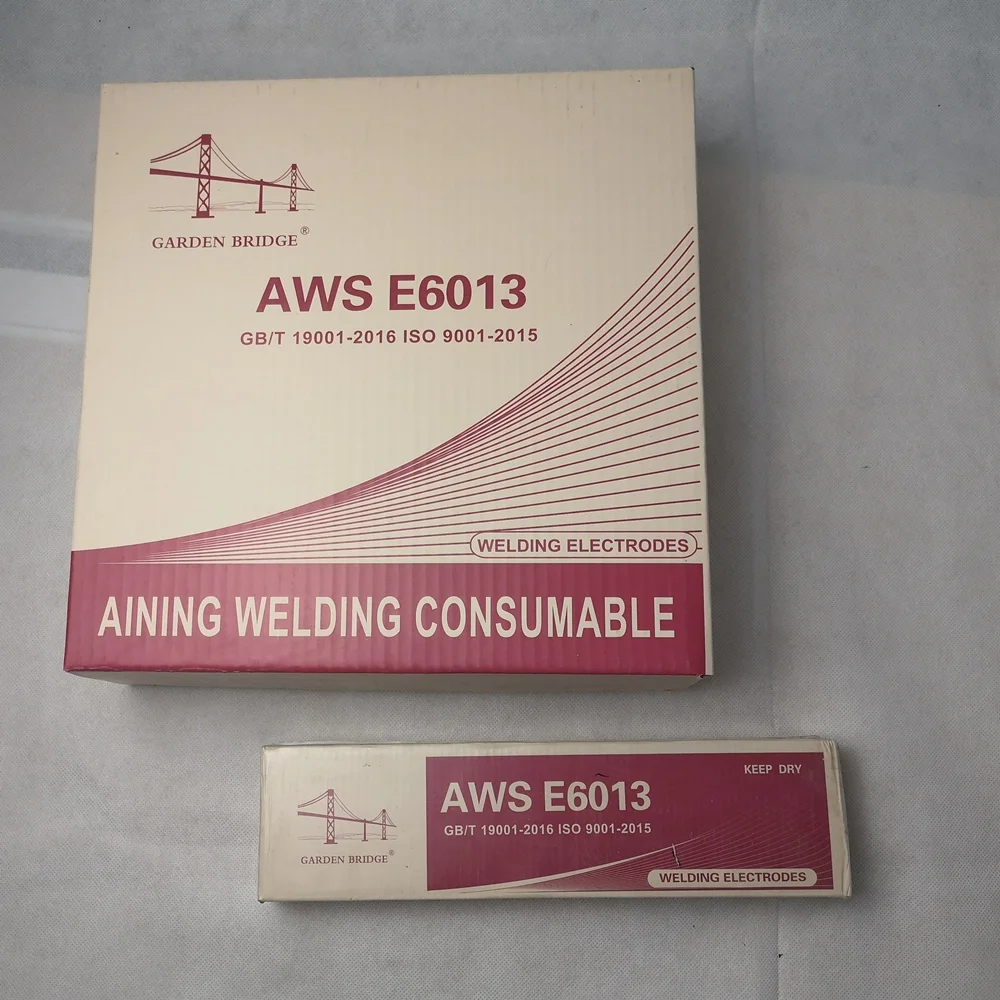 GARDEN BRIDGE®
AWS E6013
GB/T 19001-2016 ISO 9001-2015
WELDING ELECTRODES
AINING WELDING CONSUMABLE
KEEP DRY
AWS E6013
GB/T 19001-2016 ISO 9001-2015
GARDEN BRIDGE®
WELDING ELECTRODES